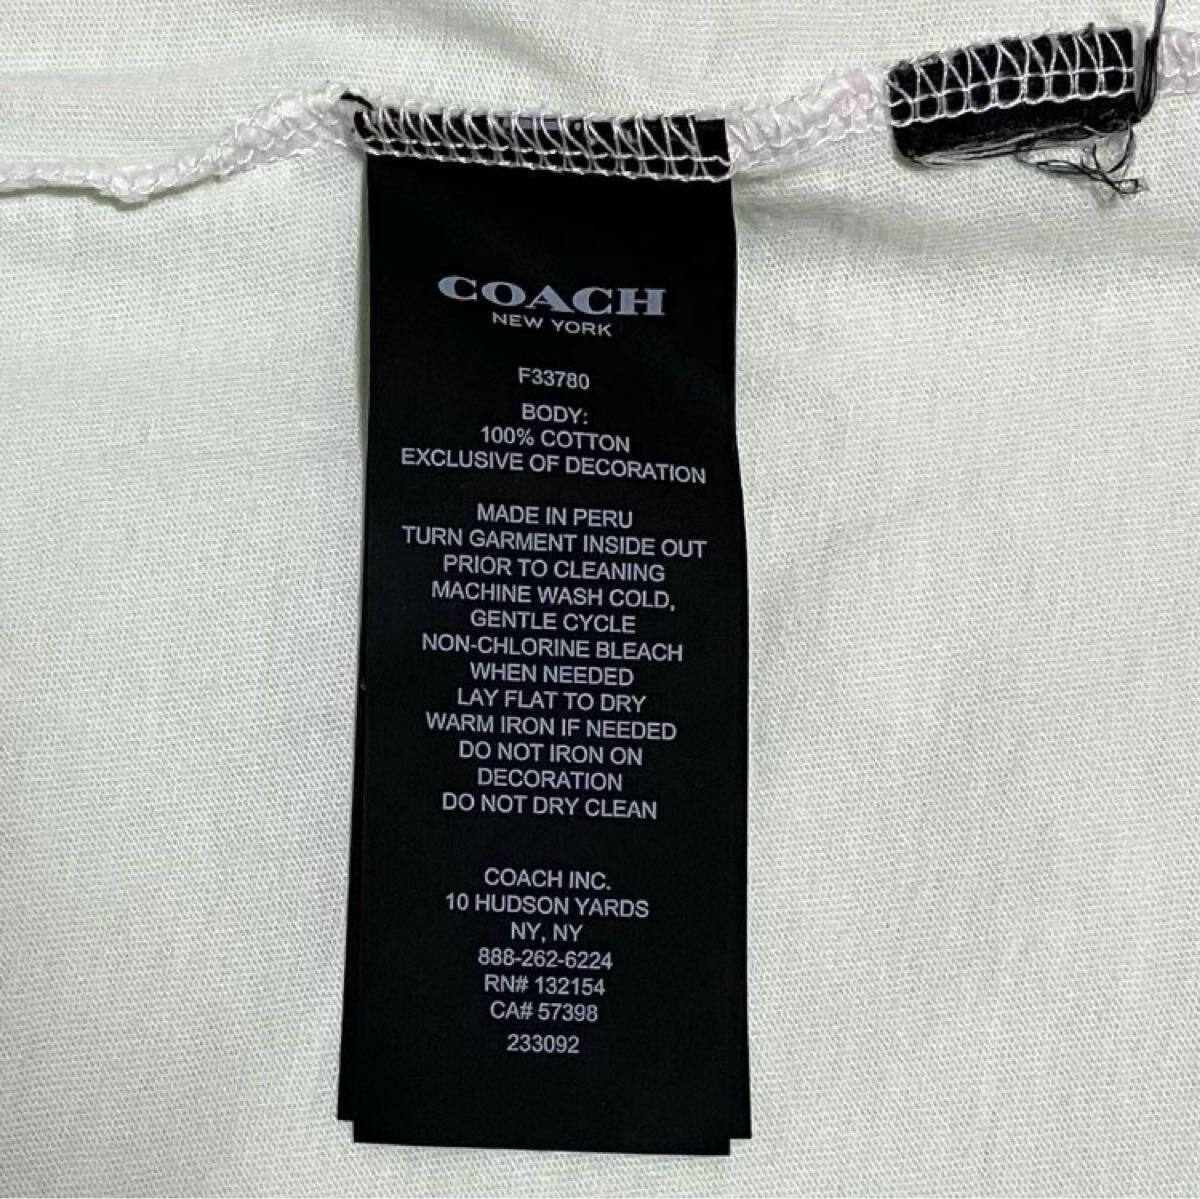 COACH
NEW YORK
F33780
BODY:
100% COTTON
EXCLUSIVE OF DECORATION
MADE IN PERU
TURN GARMENT INSIDE OUT
PRIOR TO CLEANING
MACHINE WASH COLD,
GENTLE CYCLE
NON-CHLORINE BLEACH
WHEN NEEDED
LAY FLAT TO DRY
WARM IRON IF NEEDED
DO NOT IRON ON
DECORATION
DO NOT DRY CLEAN
COACH INC.
10 HUDSON YARDS
NY, NY
888-262-6224
RN# 132154
CA# 57398
233092